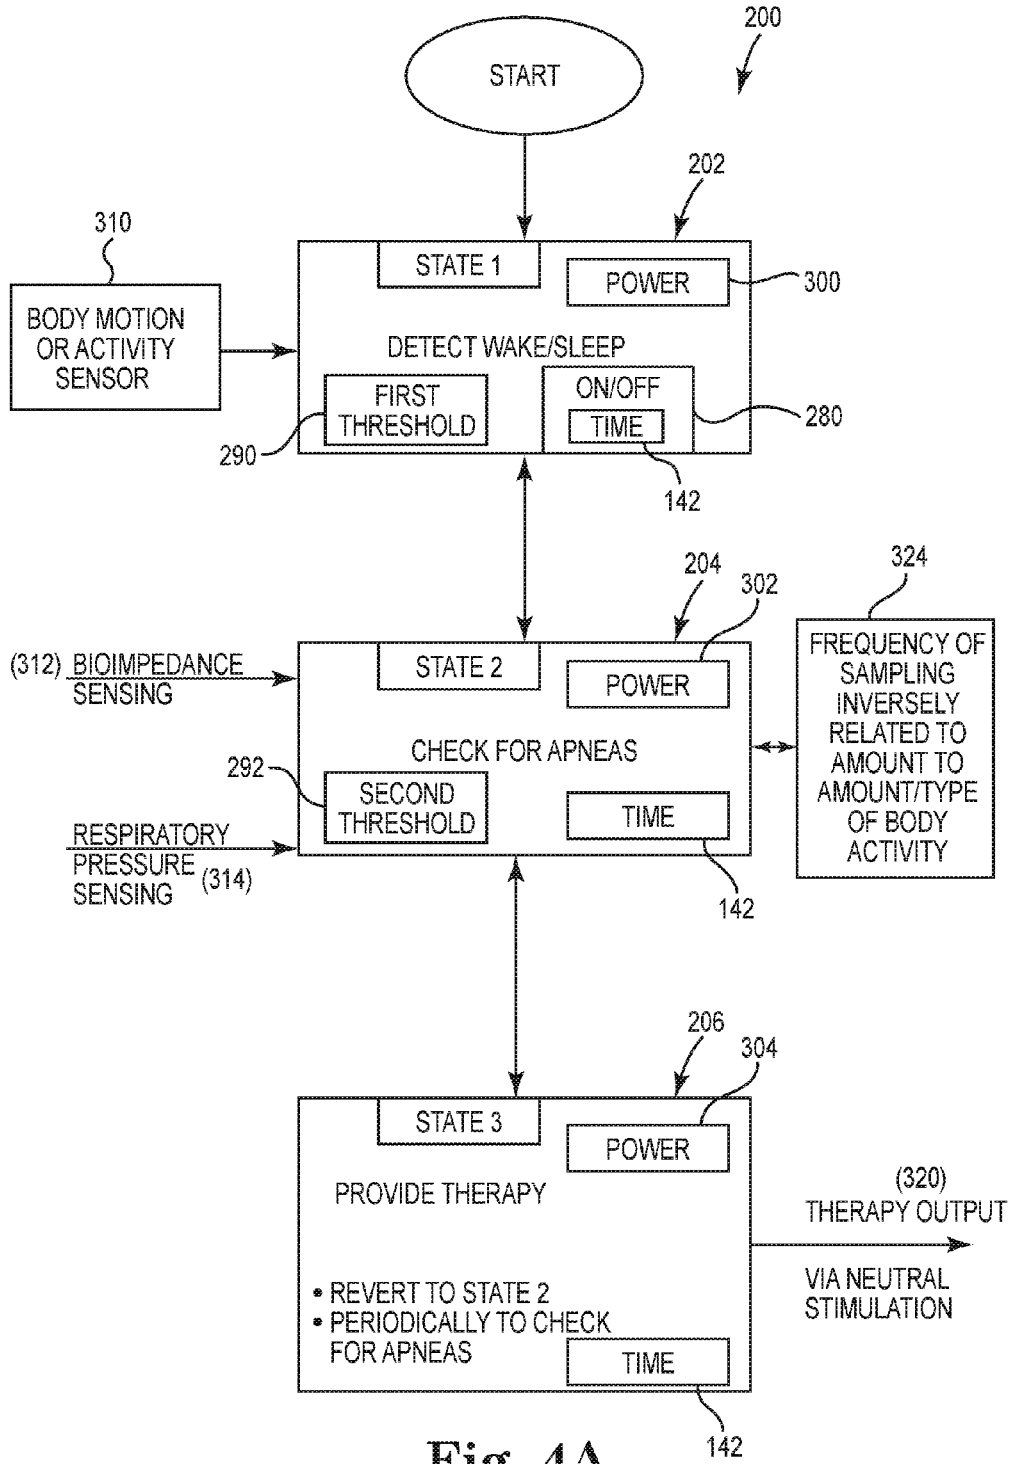 200
START
202
310
STATE 1
POWER
300
BODY MOTION
OR ACTIVITY
SENSOR
DETECT WAKE/SLEEP
FIRST
THRESHOLD
290
ON/OFF
TIME
280
142
204
302
324
(312) BIOIMPEDANCE
SENSING
STATE 2
POWER
CHECK FOR APNEAS
292
SECOND
THRESHOLD
TIME
142
RESPIRATORY
PRESSURE
SENSING (314)
FREQUENCY OF
SAMPLING
INVERSELY
RELATED TO
AMOUNT TO
AMOUNT/TYPE
OF BODY
ACTIVITY
206
304
STATE 3
POWER
PROVIDE THERAPY
• REVERT TO STATE 2
• PERIODICALLY TO CHECK
FOR APNEAS
TIME
142
(320)
THERAPY OUTPUT
VIA NEUTRAL
STIMULATION
Fig. 4A